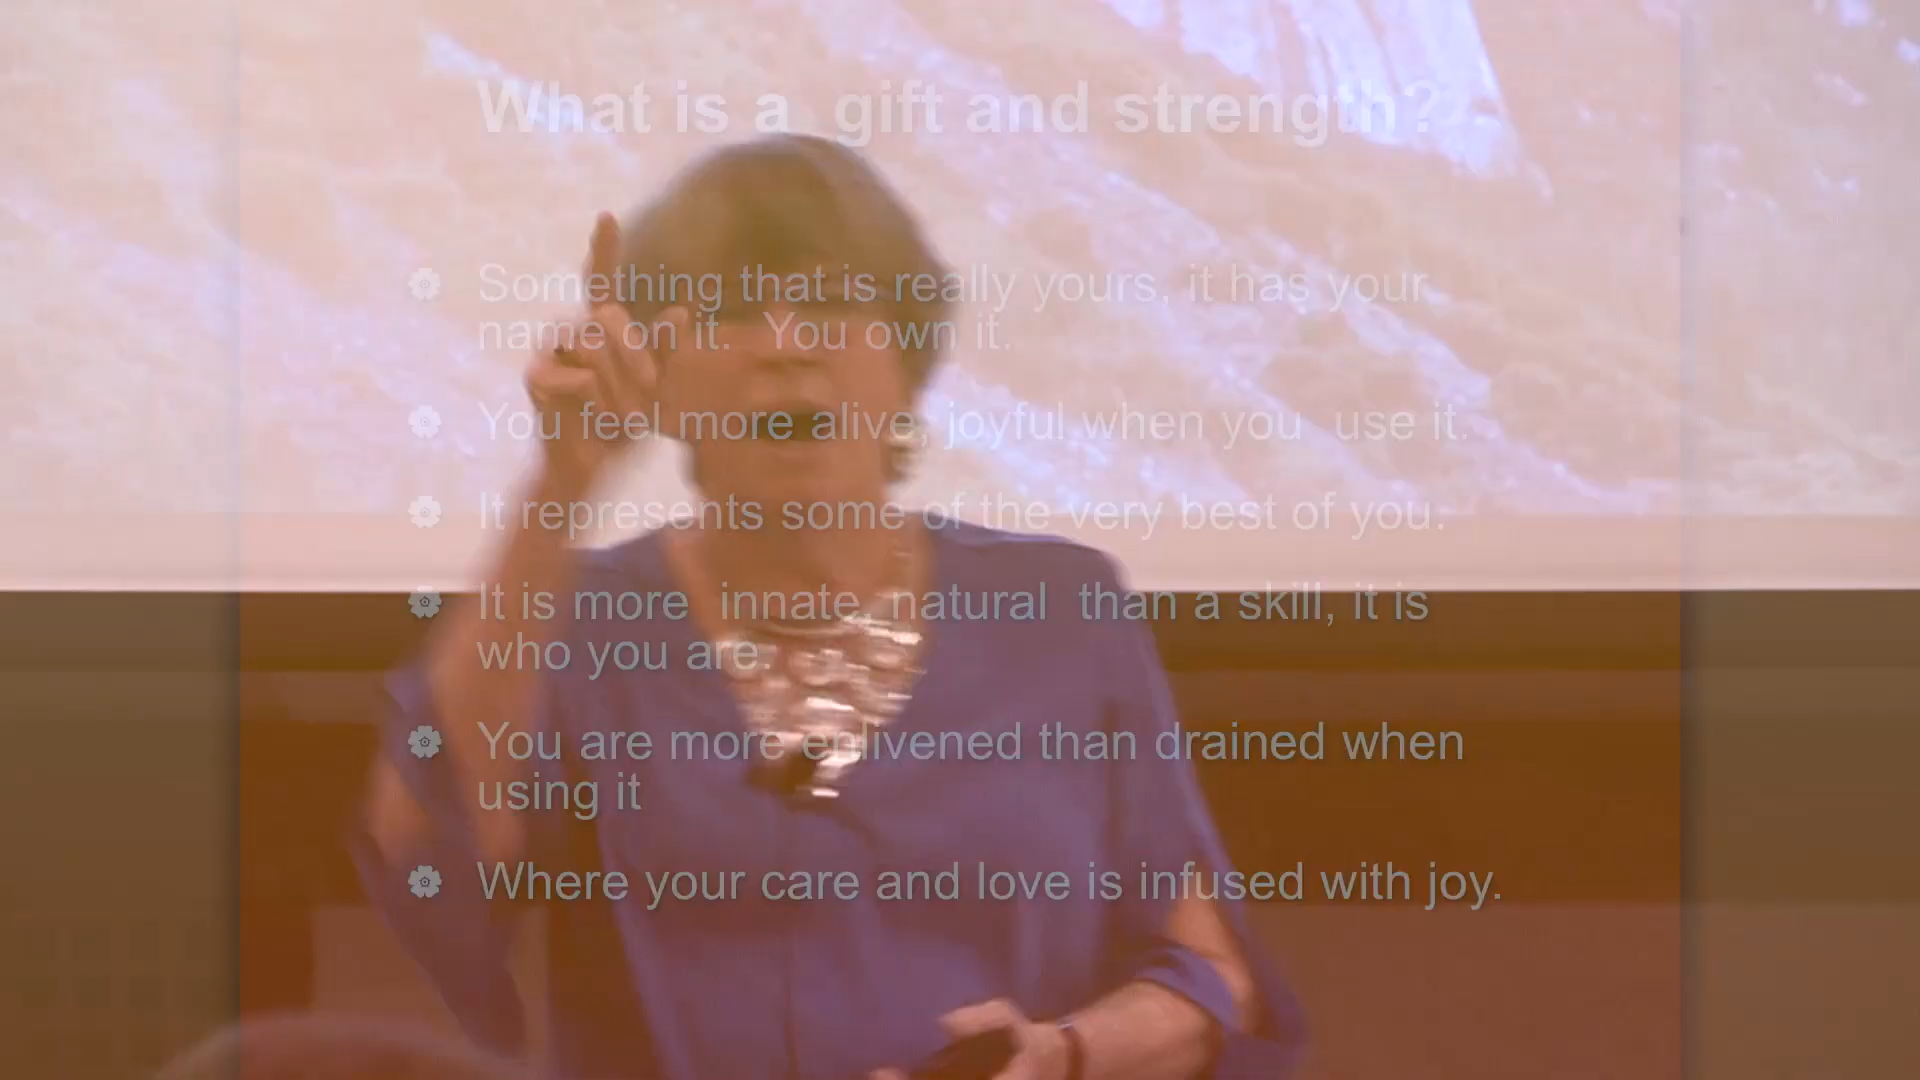 What is a gift and strength?
Something that is really yours, it has your
name on it. You own it.
You feel more alive, joyful when you use it.
It represents some of the very best of you.
It is more innate, natural than a skill, it is
who you are.
You are more enlivened than drained when
using it
Where your care and love is infused with joy.